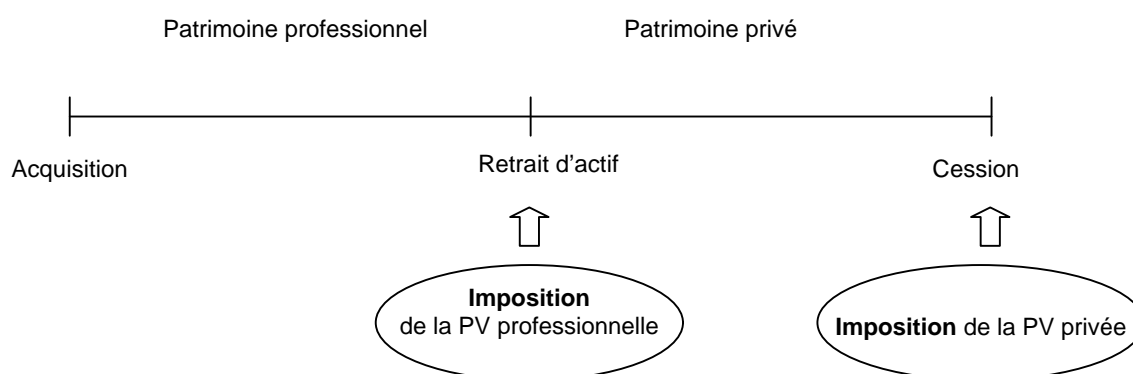 Patrimoine professionnel
Patrimoine privé
Acquisition
Retrait d'actif
Cession
Imposition
de la PV professionnelle
Imposition de la PV privée